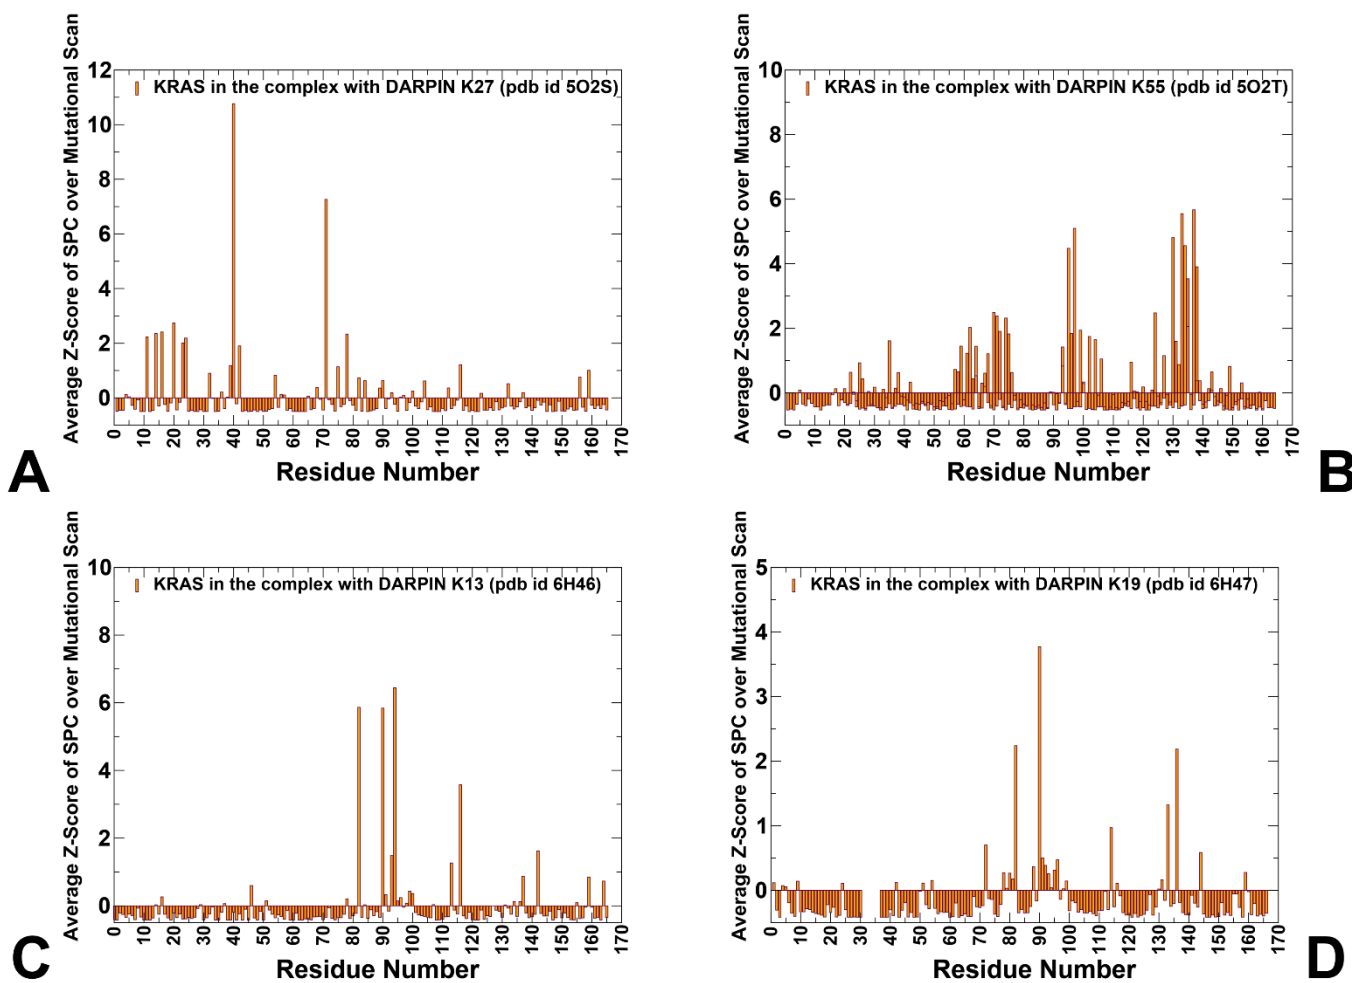 Average Z-Score of SPC over Mutational Scan
12
10
8
6
4
2
0
KRAS in the complex with DARPIN K27 (pdb id 5O2S)
0 10 20 30 40 50 60 70 80 90 100 110 120 130 140 150 160 170
Residue Number
A
Average Z-Score of SPC over Mutational Scan
10
8
6
4
2
0
KRAS in the complex with DARPIN K55 (pdb id 5O2T)
0 10 20 30 40 50 60 70 80 90 100 110 120 130 140 150 160 170
Residue Number
B
Average Z-Score of SPC over Mutational Scan
10
8
6
4
2
0
KRAS in the complex with DARPIN K13 (pdb id 6H46)
0 10 20 30 40 50 60 70 80 90 100 110 120 130 140 150 160 170
Residue Number
C
Average Z-Score of SPC over Mutational Scan
5
4
3
2
1
0
KRAS in the complex with DARPIN K19 (pdb id 6H47)
0 10 20 30 40 50 60 70 80 90 100 110 120 130 140 150 160 170
Residue Number
D